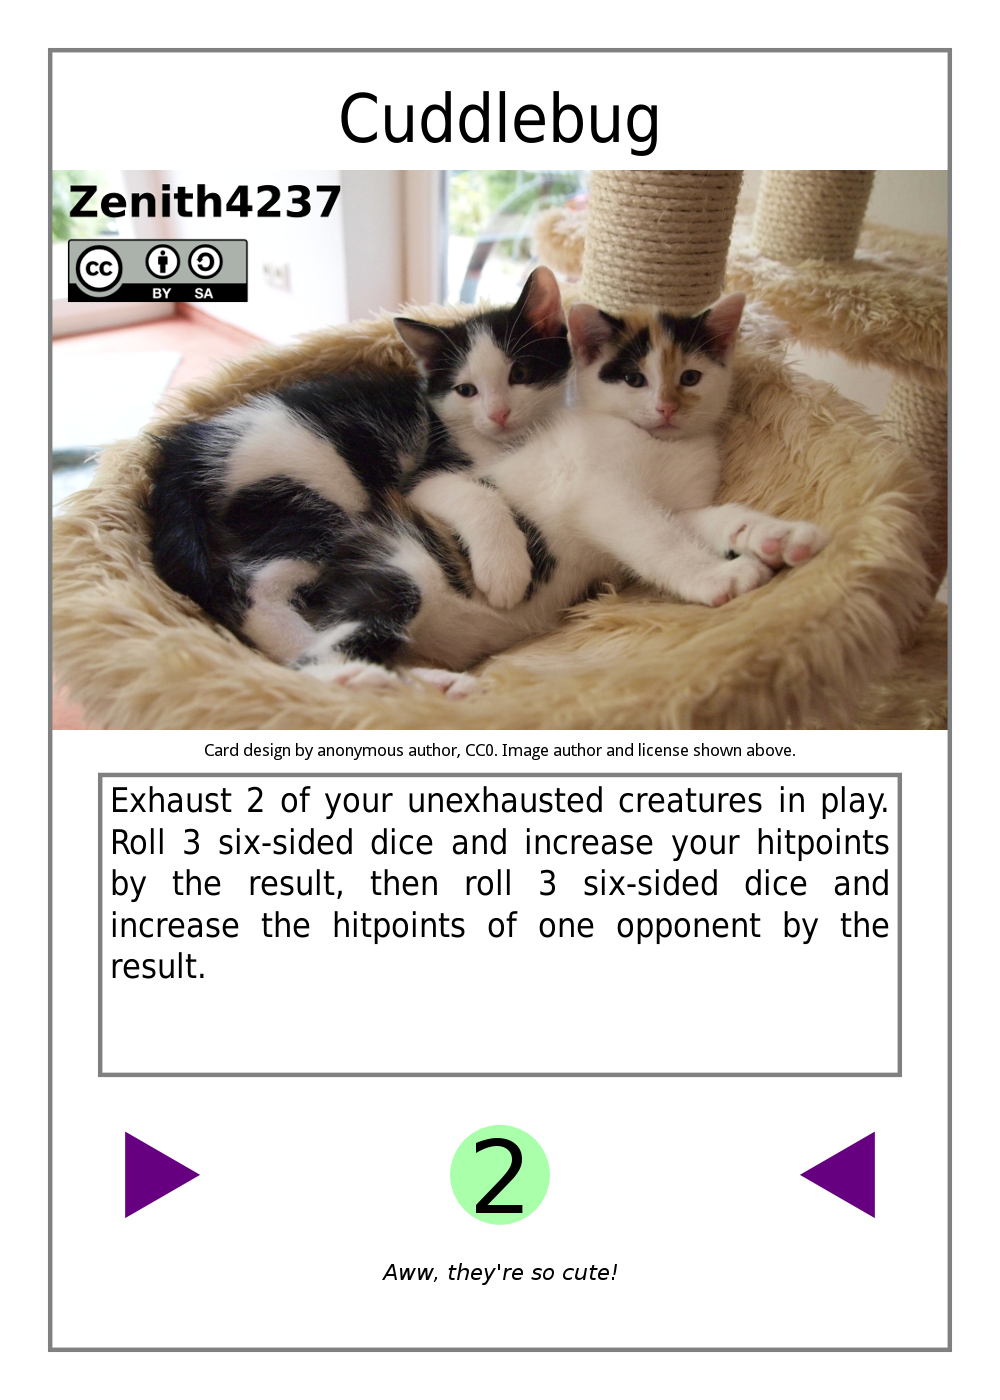 Cuddlebug
Zenith4237
cc
BY SA
Card design by anonymous author, CC0. Image author and license shown above.
Exhaust 2 of your unexhausted creatures in play.
Roll 3 six-sided dice and increase your hitpoints
by the result, then roll 3 six-sided dice and
increase the hitpoints of one opponent by the
result.
2
Aww, they're so cute!